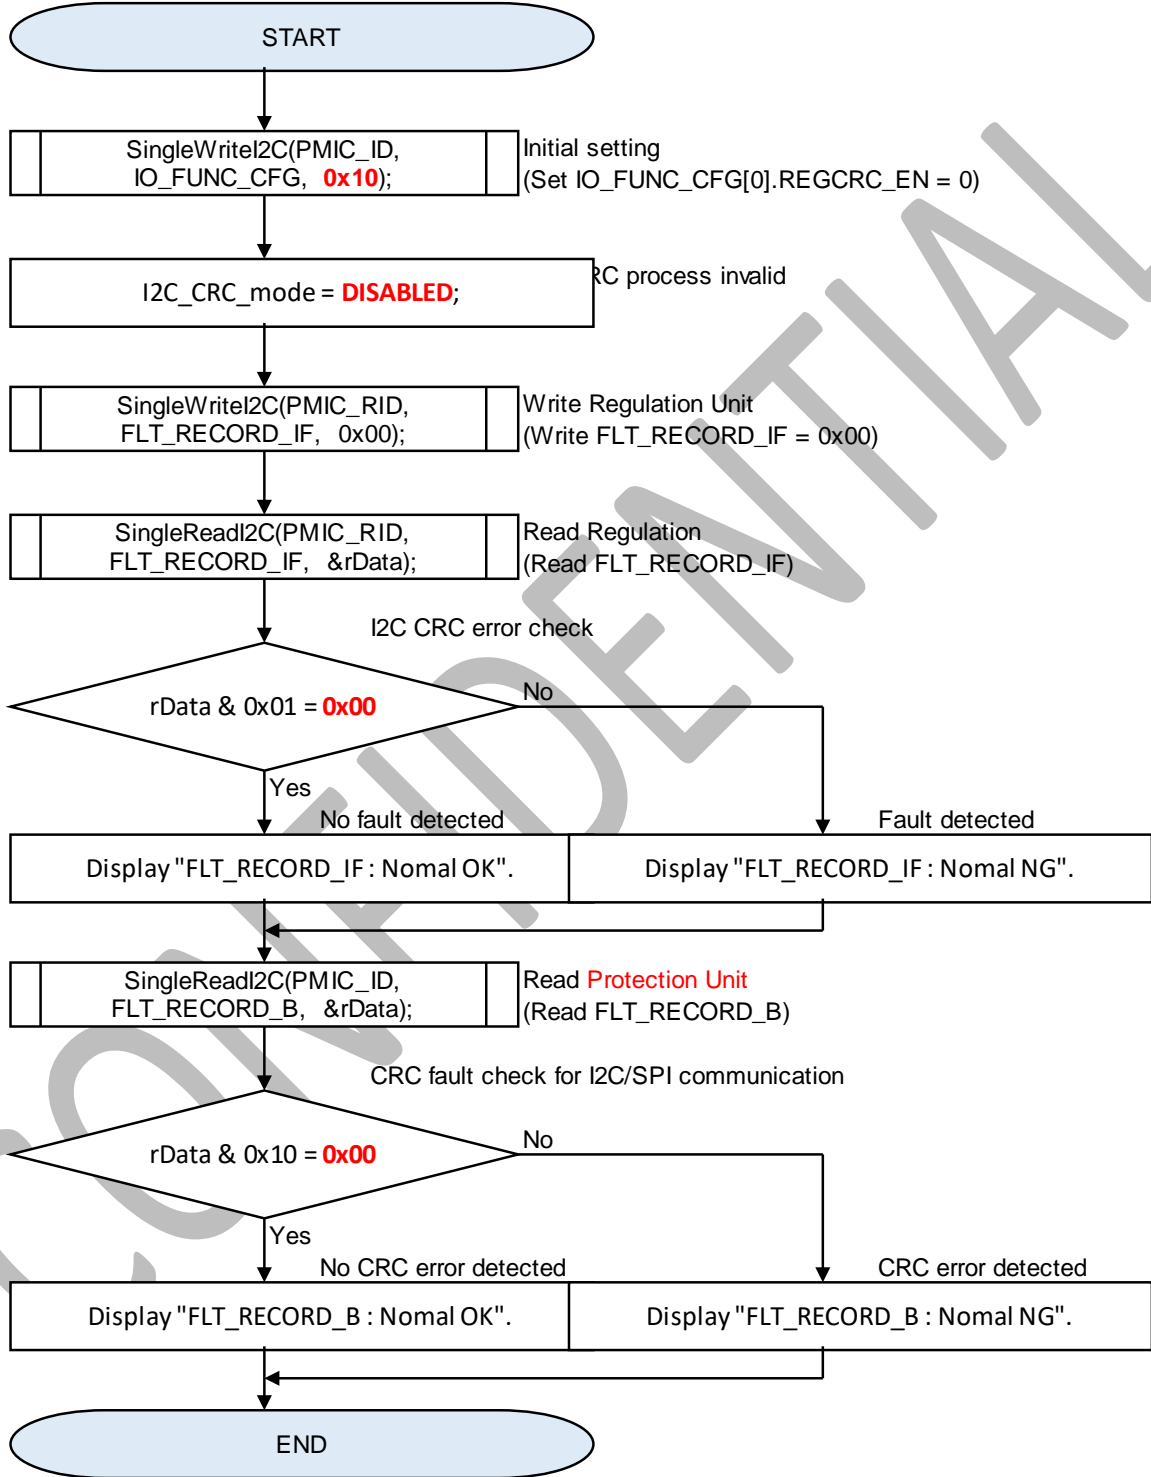 START
SingleWriteI2C(PMIC_ID,
IO_FUNC_CFG, 0x10);
Initial setting
(Set IO_FUNC_CFG[0].REGCRC_EN = 0)
I2C_CRC_mode = DISABLED;
RC process invalid
SingleWriteI2C(PMIC_RID,
FLT_RECORD_IF, 0x00);
Write Regulation Unit
(Write FLT_RECORD_IF = 0x00)
SingleReadI2C(PMIC_RID,
FLT_RECORD_IF, &rData);
Read Regulation
(Read FLT_RECORD_IF)
I2C CRC error check
rData & 0x01 = 0x00
No
Yes
No fault detected
Fault detected
Display "FLT_RECORD_IF : Nomal OK".
Display "FLT_RECORD_IF : Nomal NG".
SingleReadI2C(PMIC_ID,
FLT_RECORD_B, &rData);
Read Protection Unit
(Read FLT_RECORD_B)
CRC fault check for I2C/SPI communication
rData & 0x10 = 0x00
No
Yes
No CRC error detected
CRC error detected
Display "FLT_RECORD_B : Nomal OK".
Display "FLT_RECORD_B : Nomal NG".
END
CONFIDENTIAL